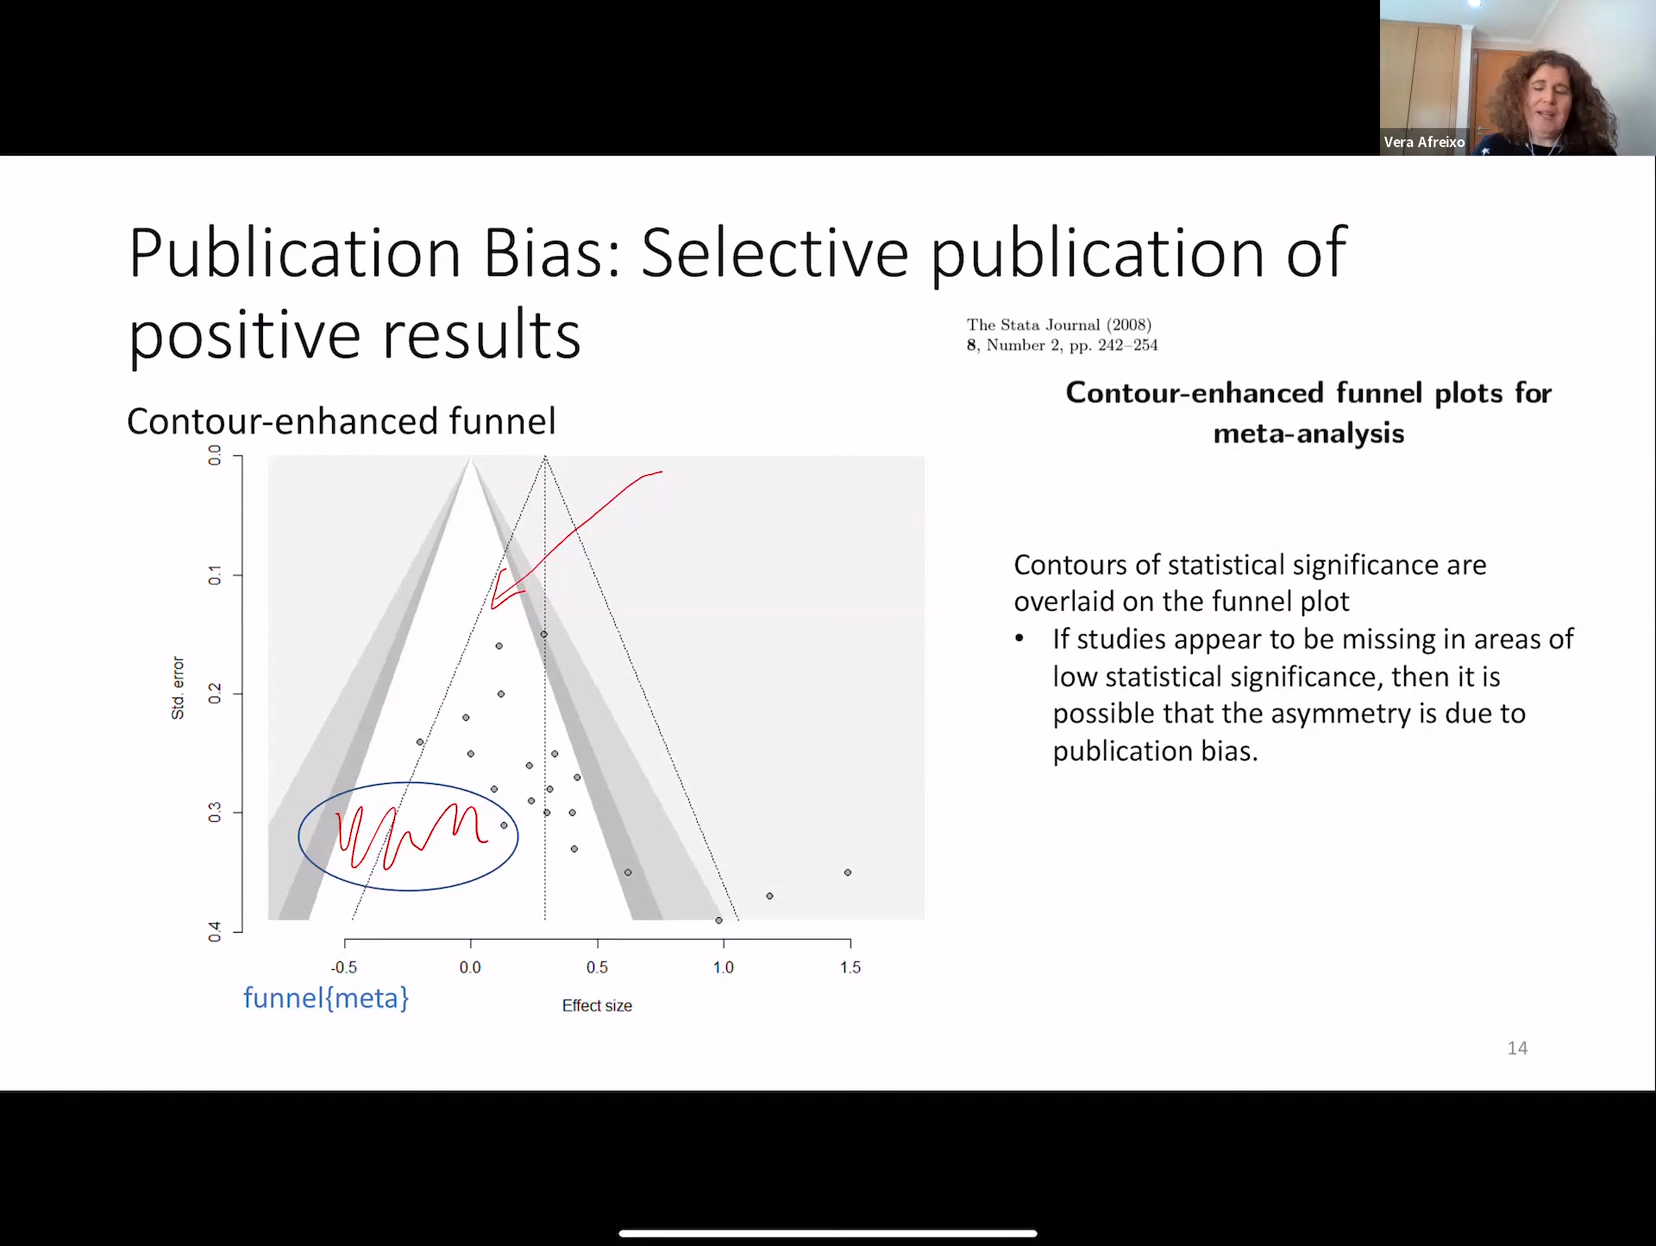 Vera Afreixo
Publication Bias: Selective publication of
positive results
The Stata Journal (2008)
8, Number 2, pp. 242–254
Contour-enhanced funnel plots for
meta-analysis
Contour-enhanced funnel
0.0
0.1
0.2
0.3
0.4
Std. error
-0.5 0.0 0.5 1.0 1.5
Effect size
funnel{meta}
Contours of statistical significance are
overlaid on the funnel plot
• If studies appear to be missing in areas of
low statistical significance, then it is
possible that the asymmetry is due to
publication bias.
14